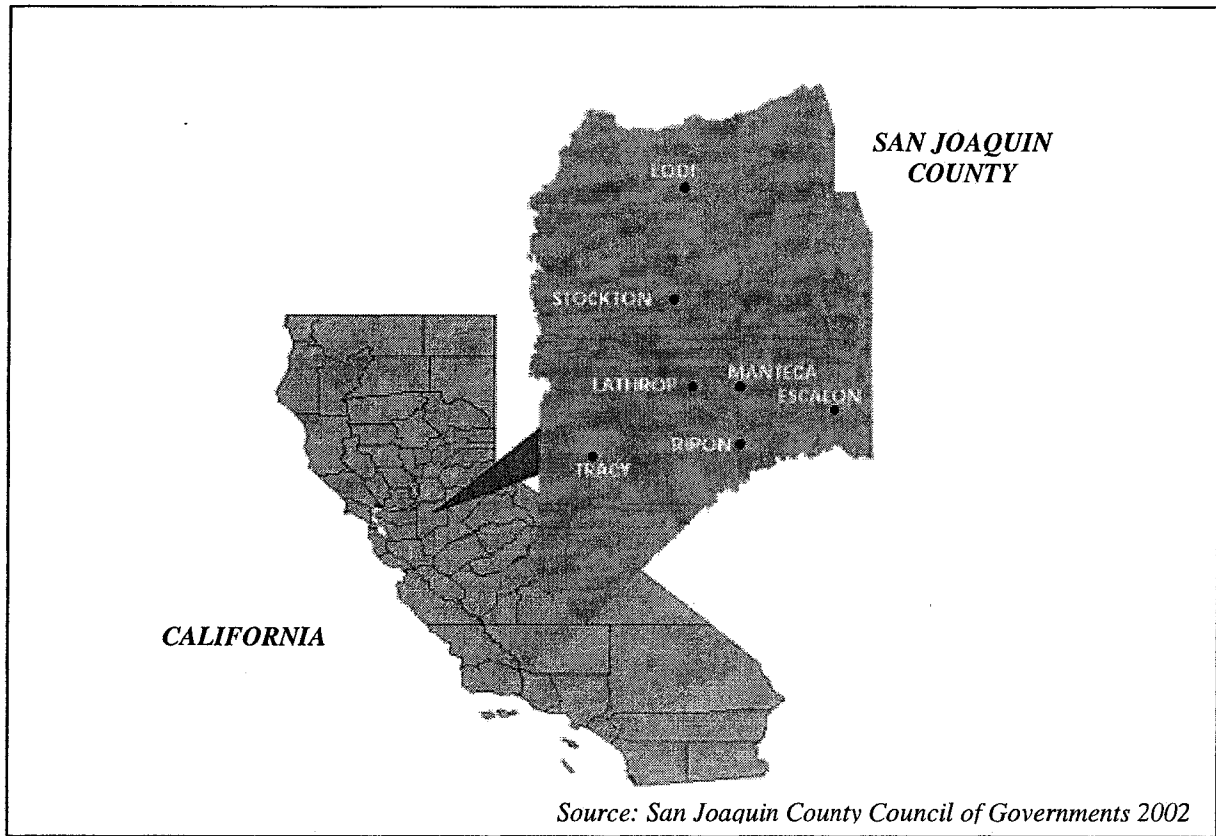 SAN JOAQUIN
COUNTY
LODI
STOCKTON
LATHROP
MANTECA
ESCALON
RIPON
TRACY
CALIFORNIA
Source: San Joaquin County Council of Governments 2002